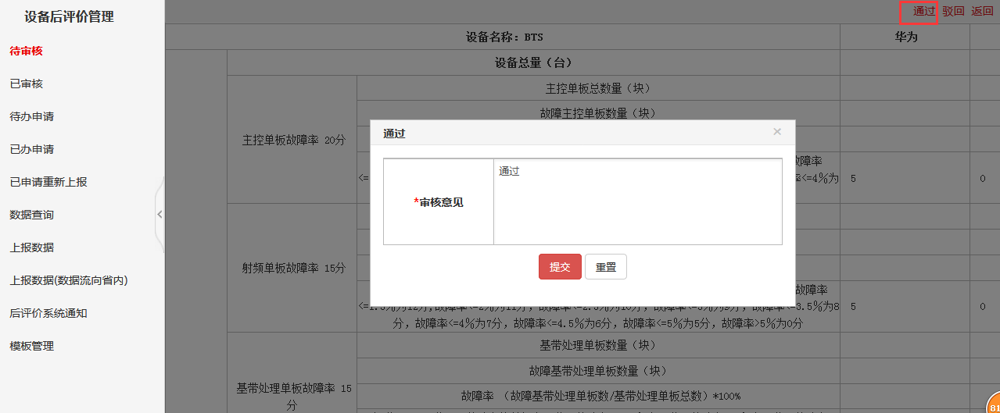 设备后评价管理
待审核
已审核
待办申请
已办申请
已申请重新上报
数据查询
上报数据
上报数据(数据流向省内)
后评价系统通知
模板管理
通过 驳回 返回
设备名称：BTS 华为
设备总量（台）
主控单板故障率 20分
主控单板总数量（块）
故障主控单板数量（块）
故障率
<=
率<=4%为 5 0
通过 ×
*审核意见 通过
提交 重置
射频单板故障率 15分
故障率
<=1.5%为12分,故障率<=2%为11分，故障率<=2.5%为10分，故障率<=3%为9分，故障率<=3.5%为8 5 0
分，故障率<=4%为7分，故障率<=4.5%为6分，故障率<=5%为5分，故障率>5%为0分
基带处理单板故障率 15分
基带处理单板数量（块）
故障基带处理单板数量（块）
故障率 （故障基带处理单板数/基带处理单板总数）*100%
81